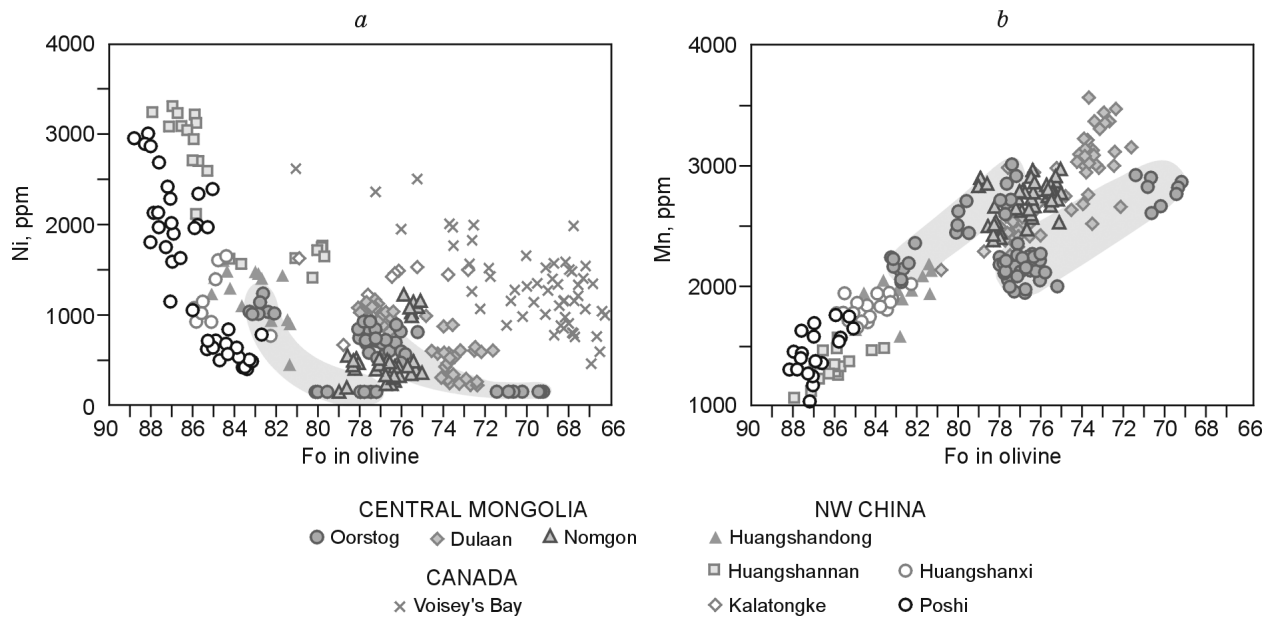 a
b
4000
3000
2000
1000
0
Ni, ppm
90 88 86 84 82 80 78 76 74 72 70 68 66
Fo in olivine
4000
3000
2000
1000
Mn, ppm
90 88 86 84 82 80 78 76 74 72 70 68 66
Fo in olivine
CENTRAL MONGOLIA
Oorstog Dulaan Nomgon
CANADA
Voisey's Bay
NW CHINA
Huangshandong
Huangshannan Huangshanxi
Kalatongke Poshi